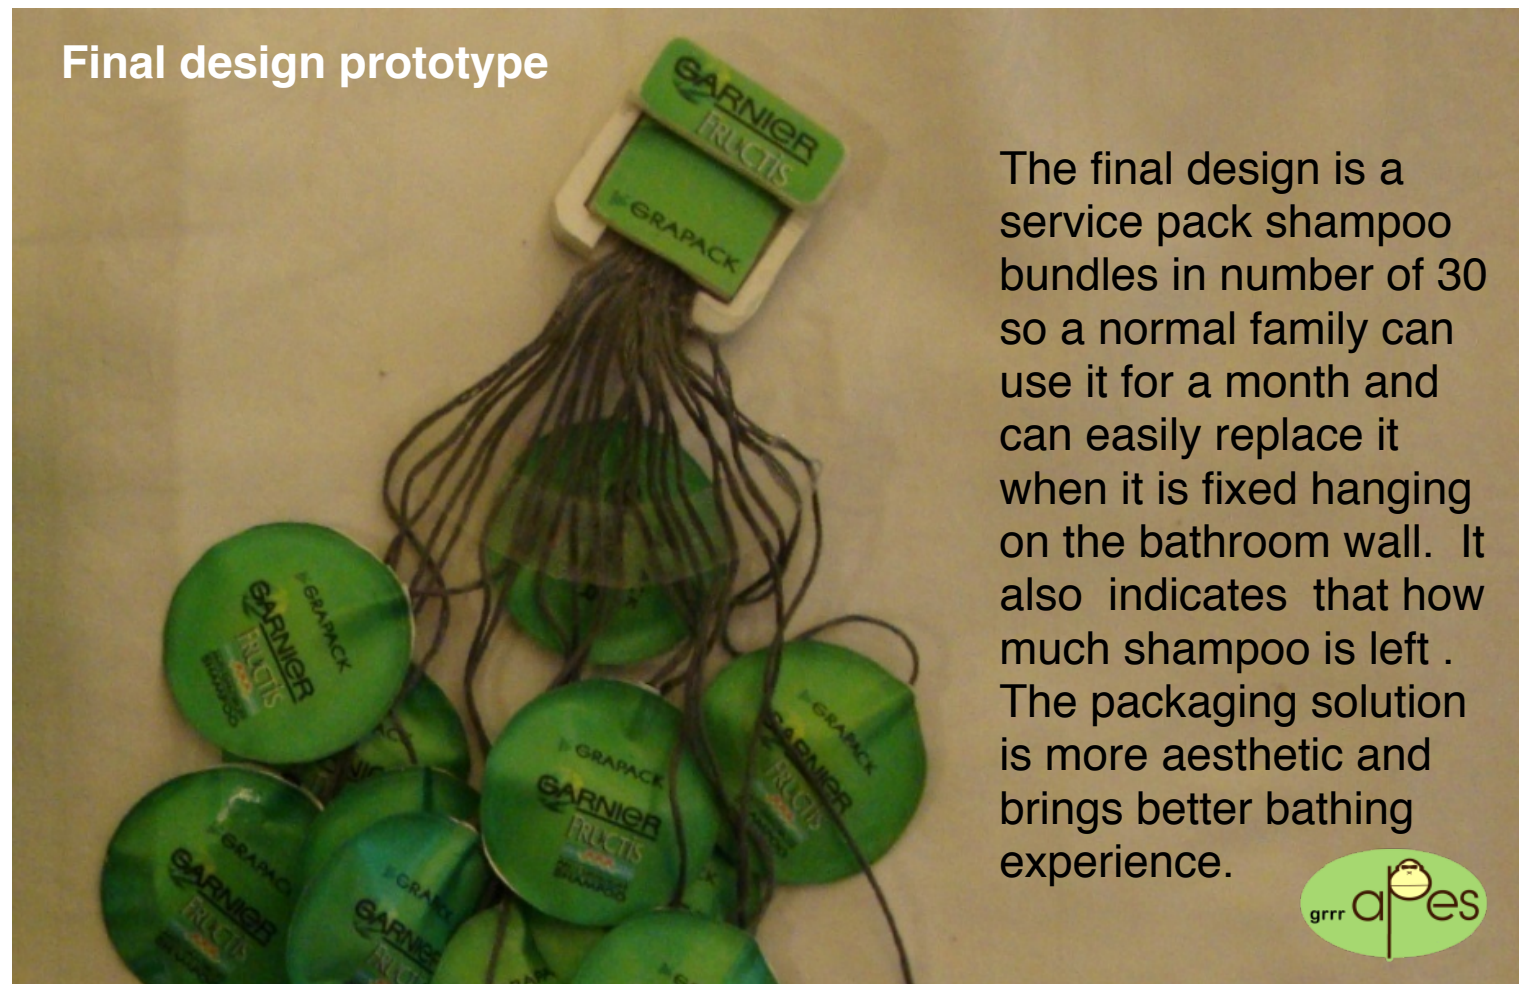 Final design prototype
GARNIER
FRUCTIS
GRAPACK
The final design is a
service pack shampoo
bundles in number of 30
so a normal family can
use it for a month and
can easily replace it
when it is fixed hanging
on the bathroom wall.  It
also  indicates  that how
much shampoo is left .
The packaging solution
is more aesthetic and
brings better bathing
experience.
GRAPACK
GARNIER
FRUCTIS
SHAMPOO
GRAPACK
GARNIER
FRUCTIS
SHAMPOO
GRAPACK
GARNIER
FRUCTIS
GARNIER
FRUCTIS
grrr apes